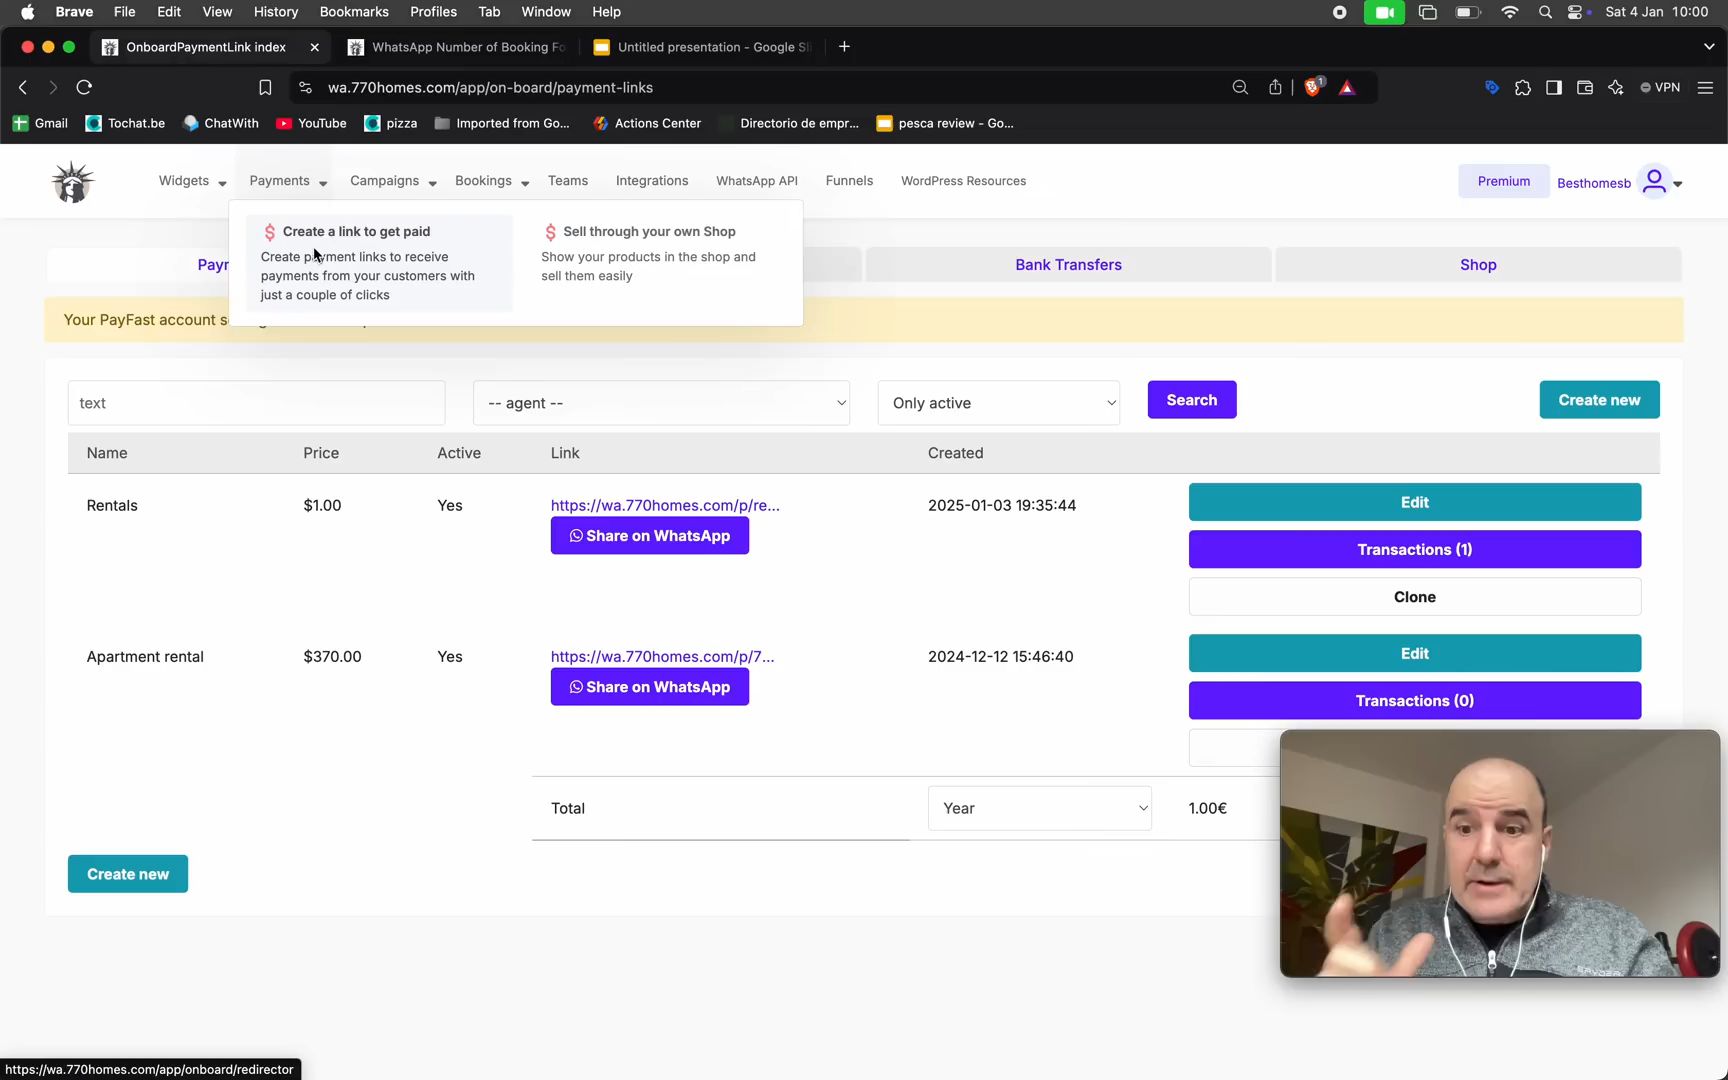 Brave File Edit View History Bookmarks Profiles Tab Window Help
Sat 4 Jan 10:00
OnboardPaymentLink index
WhatsApp Number of Booking Fo
Untitled presentation - Google Sl
wa.770homes.com/app/on-board/payment-links
1
VPN
Gmail
Tochat.be
ChatWith
YouTube
pizza
Imported from Go...
Actions Center
Directorio de empr...
pesca review - Go...
Widgets
Payments
Campaigns
Bookings
Teams
Integrations
WhatsApp API
Funnels
WordPress Resources
Premium
Besthomesb
$ Create a link to get paid
Create payment links to receive
payments from your customers with
just a couple of clicks
$ Sell through your own Shop
Show your products in the shop and
sell them easily
Bank Transfers
Shop
Your PayFast account
text
-- agent --
Only active
Search
Create new
Name Price Active Link Created
Rentals $1.00 Yes https://wa.770homes.com/p/re... 2025-01-03 19:35:44 Edit
Share on WhatsApp
Transactions (1)
Clone
Apartment rental $370.00 Yes https://wa.770homes.com/p/7... 2024-12-12 15:46:40 Edit
Share on WhatsApp
Transactions (0)
Total Year 1.00€
Create new
SPYDER
https://wa.770homes.com/app/onboard/redirector